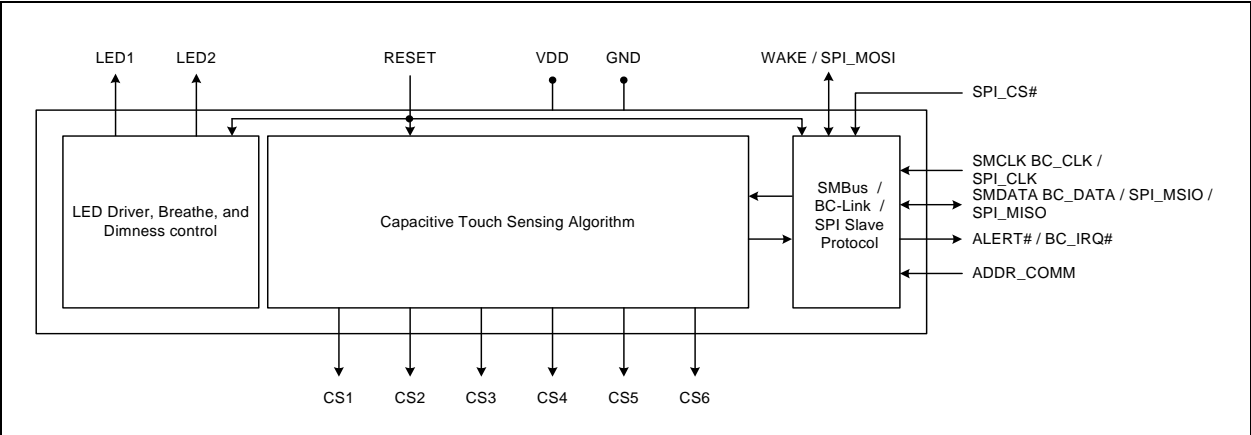 LED1
LED2
RESET
VDD
GND
WAKE / SPI_MOSI
SPI_CS#
SMCLK BC_CLK /
SPI_CLK
SMDATA BC_DATA / SPI_MSIO /
SPI_MISO
ALERT# / BC_IRQ#
ADDR_COMM
LED Driver, Breathe, and
Dimness control
Capacitive Touch Sensing Algorithm
SMBus /
BC-Link /
SPI Slave
Protocol
CS1
CS2
CS3
CS4
CS5
CS6